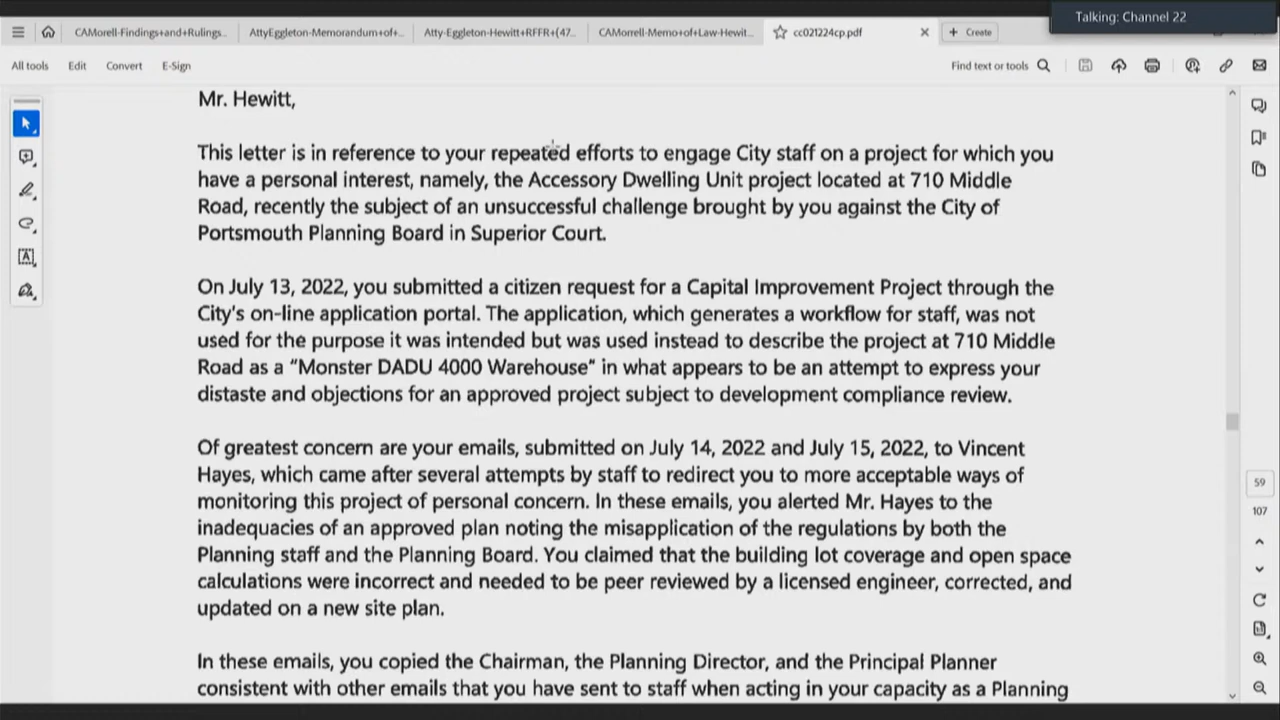 Talking: Channel 22
CAMorell-Findings+and+Rulings... AttyEggleton-Memorandum+of+... Atty-Eggleton-Hewitt+RFFR+(47... CAMorrell-Memo+of+Law-Hewit... cc021224cp.pdf Create
All tools Edit Convert E-Sign Find text or tools
Mr. Hewitt,
This letter is in reference to your repeated efforts to engage City staff on a project for which you
have a personal interest, namely, the Accessory Dwelling Unit project located at 710 Middle
Road, recently the subject of an unsuccessful challenge brought by you against the City of
Portsmouth Planning Board in Superior Court.
On July 13, 2022, you submitted a citizen request for a Capital Improvement Project through the
City's on-line application portal. The application, which generates a workflow for staff, was not
used for the purpose it was intended but was used instead to describe the project at 710 Middle
Road as a "Monster DADU 4000 Warehouse" in what appears to be an attempt to express your
distaste and objections for an approved project subject to development compliance review.
Of greatest concern are your emails, submitted on July 14, 2022 and July 15, 2022, to Vincent
Hayes, which came after several attempts by staff to redirect you to more acceptable ways of
monitoring this project of personal concern. In these emails, you alerted Mr. Hayes to the
inadequacies of an approved plan noting the misapplication of the regulations by both the
Planning staff and the Planning Board. You claimed that the building lot coverage and open space
calculations were incorrect and needed to be peer reviewed by a licensed engineer, corrected, and
updated on a new site plan.
In these emails, you copied the Chairman, the Planning Director, and the Principal Planner
consistent with other emails that you have sent to staff when acting in your capacity as a Planning
59
107